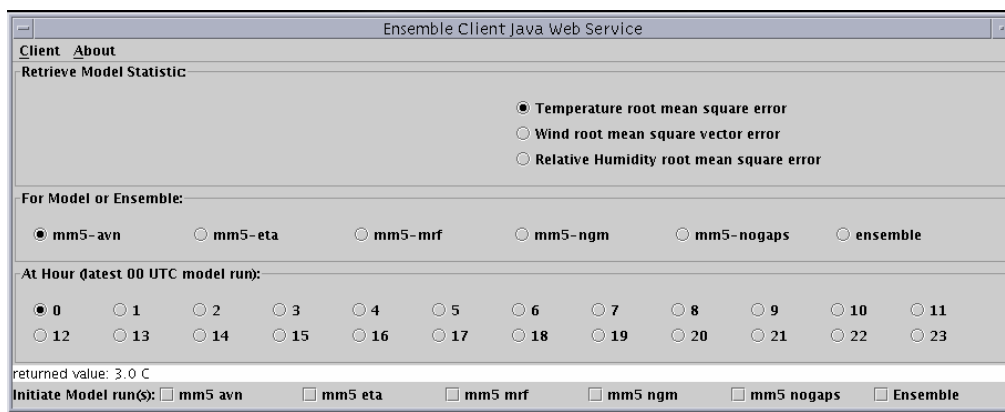 Ensemble Client Java Web Service
Client About
Retrieve Model Statistic:
Temperature root mean square error
Wind root mean square vector error
Relative Humidity root mean square error
For Model or Ensemble:
mm5-avn mm5-eta mm5-mrf mm5-ngm mm5-nogaps ensemble
At Hour (latest 00 UTC model run):
0 1 2 3 4 5 6 7 8 9 10 11
12 13 14 15 16 17 18 19 20 21 22 23
returned value: 3.0 C
Initiate Model run(s): mm5 avn mm5 eta mm5 mrf mm5 ngm mm5 nogaps Ensemble